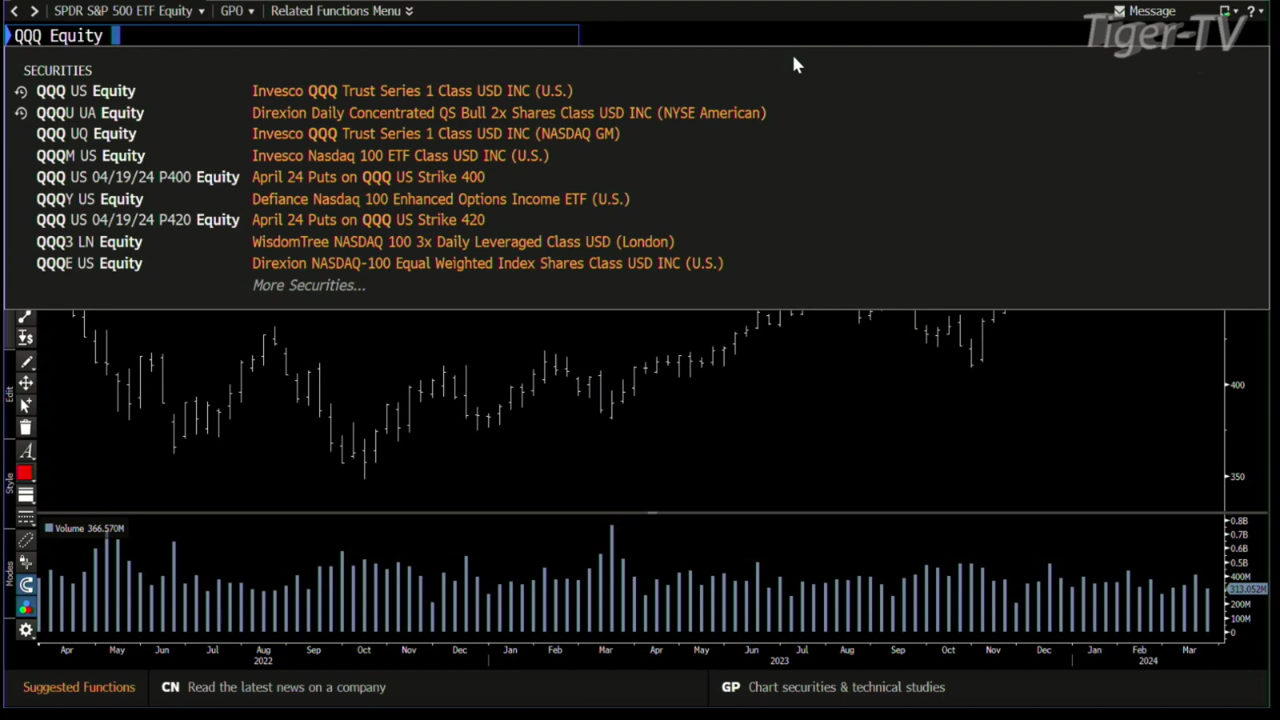 SPDR S&P 500 ETF Equity GPO Related Functions Menu Message ?
Tiger-TV
QQQ Equity
SECURITIES
QQQ US Equity Invesco QQQ Trust Series 1 Class USD INC (U.S.)
QQQU UA Equity Direxion Daily Concentrated QS Bull 2x Shares Class USD INC (NYSE American)
QQQ UQ Equity Invesco QQQ Trust Series 1 Class USD INC (NASDAQ GM)
QQQM US Equity Invesco Nasdaq 100 ETF Class USD INC (U.S.)
QQQ US 04/19/24 P400 Equity April 24 Puts on QQQ US Strike 400
QQQY US Equity Defiance Nasdaq 100 Enhanced Options Income ETF (U.S.)
QQQ US 04/19/24 P420 Equity April 24 Puts on QQQ US Strike 420
QQQ3 LN Equity WisdomTree NASDAQ 100 3x Daily Leveraged Class USD (London)
QQQE US Equity Direxion NASDAQ-100 Equal Weighted Index Shares Class USD INC (U.S.)
More Securities...
Edit
Style
Modes
A
400
350
Volume 366.570M
0.8B
0.7B
0.6B
0.5B
400M
313.052M
200M
100M
0
Apr May Jun Jul Aug Sep Oct Nov Dec Jan Feb Mar Apr May Jun Jul Aug Sep Oct Nov Dec Jan Feb Mar
2022 2023 2024
Suggested Functions CN Read the latest news on a company GP Chart securities & technical studies